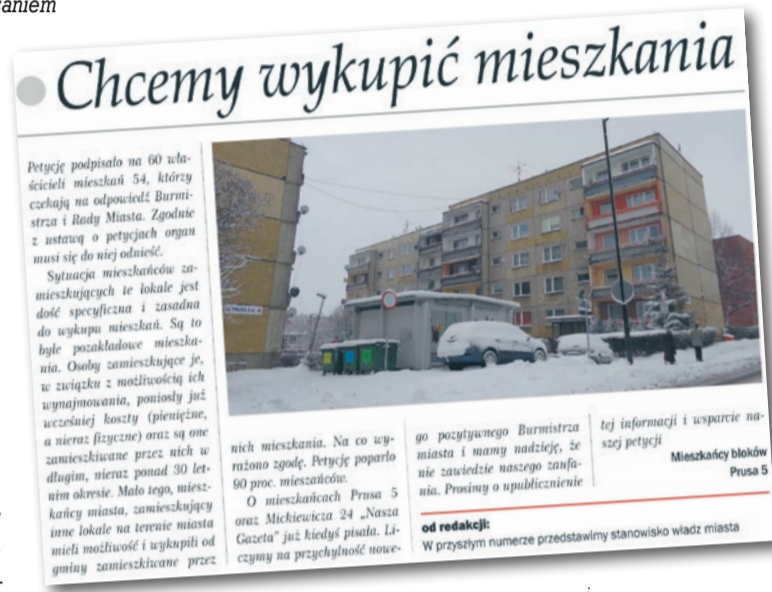 aniem
Chcemy wykupić mieszkania
Petycję podpisało na 60 wła-
ścicieli mieszkań 54, którzy
czekają na odpowiedź Burmi-
strza i Rady Miasta. Zgodnie
z ustawą o petycjach organ
musi się do niej odnieść.
Sytuacja mieszkańców za-
mieszkujących te lokale jest
dość specyficzna i zasadna
do wykupu mieszkań. Są to
byłe pozakładowe mieszka-
nia. Osoby zamieszkujące je,
w związku z możliwością ich
wynajmowania, poniosły już
wcześniej koszty (pieniężne,
a nieraz fizyczne) oraz są one
zamieszkiwane przez nich w
długim, nieraz ponad 30 let-
nim okresie. Mało tego, miesz-
kańcy miasta, zamieszkujący
inne lokale na terenie miasta
mieli możliwość i wykupili od
gminy zamieszkiwane przez
nich mieszkania. Na co wy-
rażono zgodę. Petycję poparło
90 proc. mieszańców.
O mieszkańcach Prusa 5
oraz Mickiewicza 24 „Nasza
Gazeta" już kiedyś pisała. Li-
czymy na przychylność nowe-
go pozytywnego Burmistrza
miasta i mamy nadzieję, że
nie zawiedzie naszego zaufa-
nia. Prosimy o upublicznienie
tej informacji i wsparcie na-
szej petycji
Mieszkańcy bloków
Prusa 5
od redakcji:
W przyszłym numerze przedstawimy stanowisko władz miasta